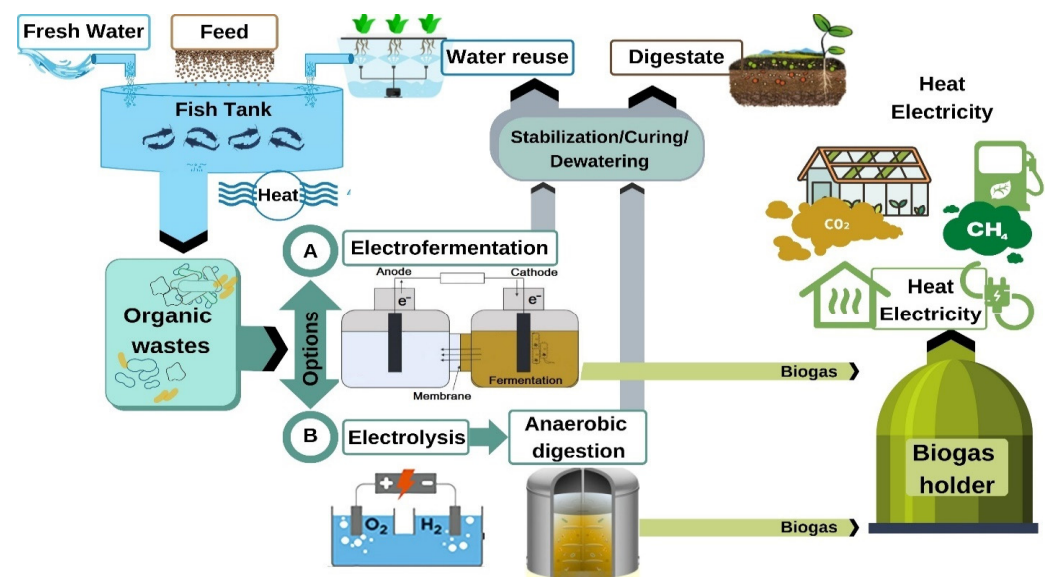 Fresh Water
Feed
Water reuse
Digestate
Fish Tank
Heat
Electricity
Stabilization/Curing/
Dewatering
Heat
CO₂
CH₄
A
Electrofermentation
Anode
Cathode
e⁻
e⁻
Organic
wastes
Options
Fermentation
Membrane
Heat
Electricity
Biogas
B
Electrolysis
Anaerobic
digestion
Biogas
holder
+
−
O₂
H₂
Biogas